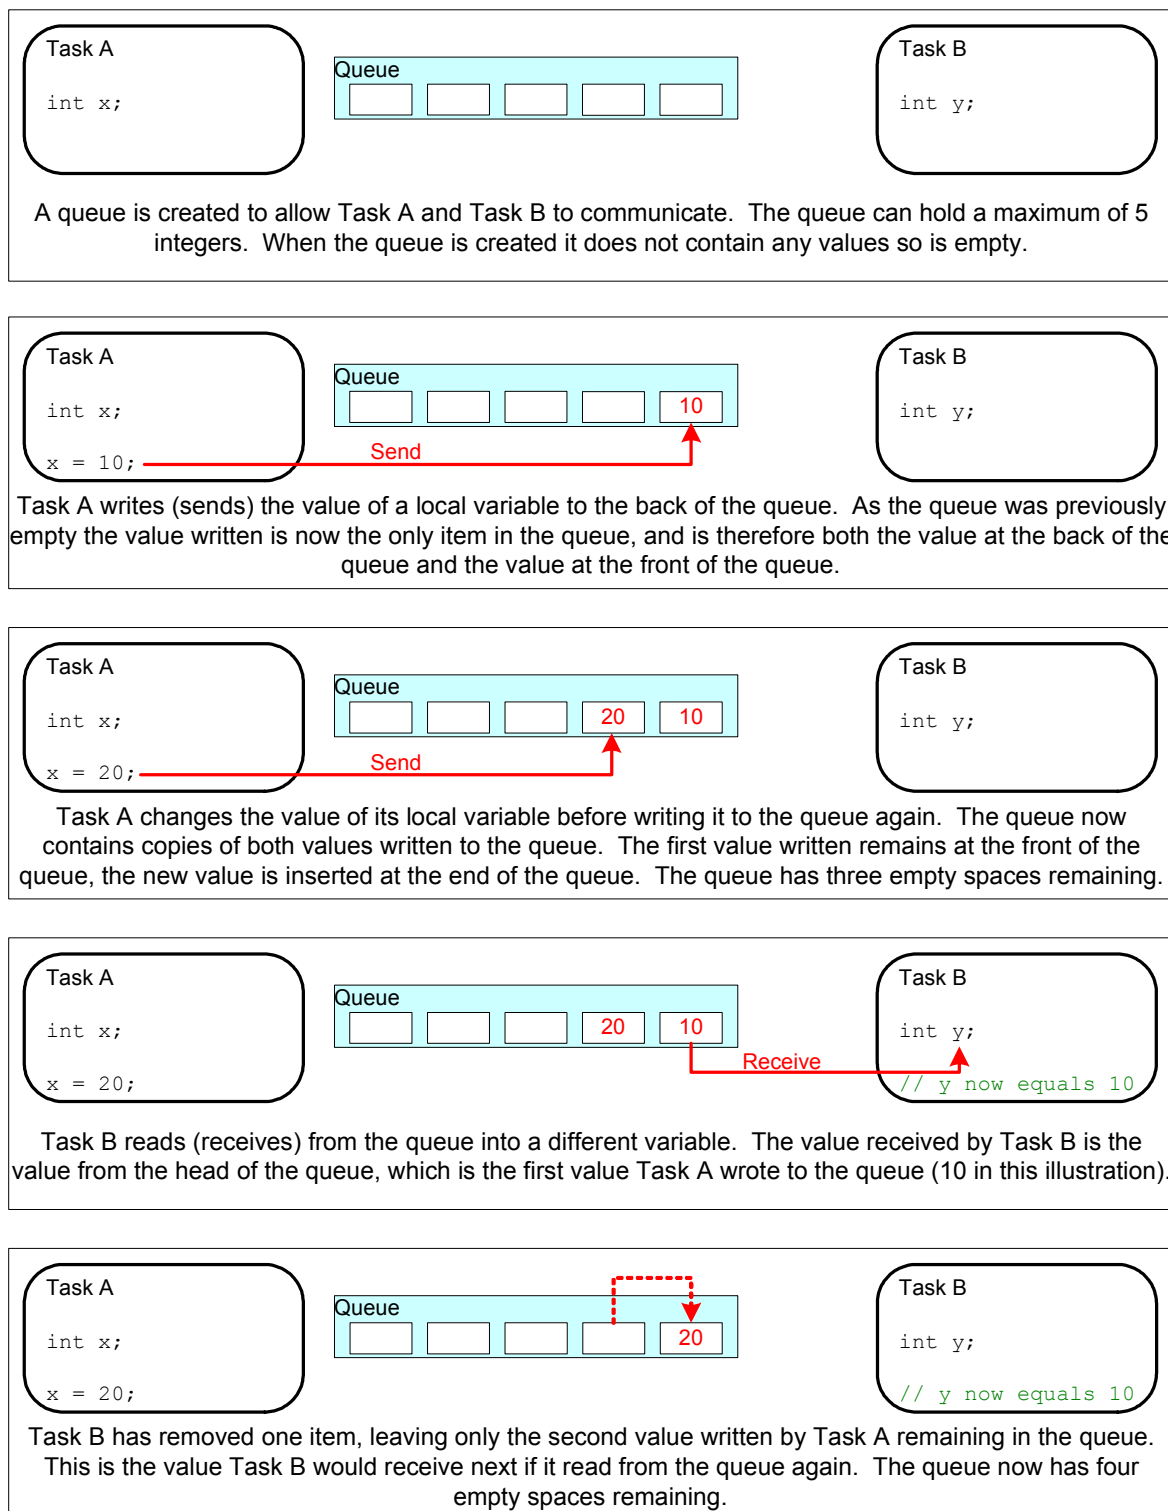 Task A
Task B
Queue
int x;
int y;
A queue is created to allow Task A and Task B to communicate.  The queue can hold a maximum of 5
integers.  When the queue is created it does not contain any values so is empty.
Task A
Task B
Queue
int x;
10
int y;
Send
x = 10;
Task A writes (sends) the value of a local variable to the back of the queue.  As the queue was previously
empty the value written is now the only item in the queue, and is therefore both the value at the back of the
queue and the value at the front of the queue.
Task A
Task B
Queue
int x;
20 10
int y;
Send
x = 20;
Task A changes the value of its local variable before writing it to the queue again.  The queue now
contains copies of both values written to the queue.  The first value written remains at the front of the
queue, the new value is inserted at the end of the queue.  The queue has three empty spaces remaining.
Task A
Task B
Queue
int x;
20 10
int y;
Receive
x = 20;
// y now equals 10
Task B reads (receives) from the queue into a different variable.  The value received by Task B is the
value from the head of the queue, which is the first value Task A wrote to the queue (10 in this illustration).
Task A
Task B
Queue
int x;
20
int y;
x = 20;
// y now equals 10
Task B has removed one item, leaving only the second value written by Task A remaining in the queue.
This is the value Task B would receive next if it read from the queue again.  The queue now has four
empty spaces remaining.